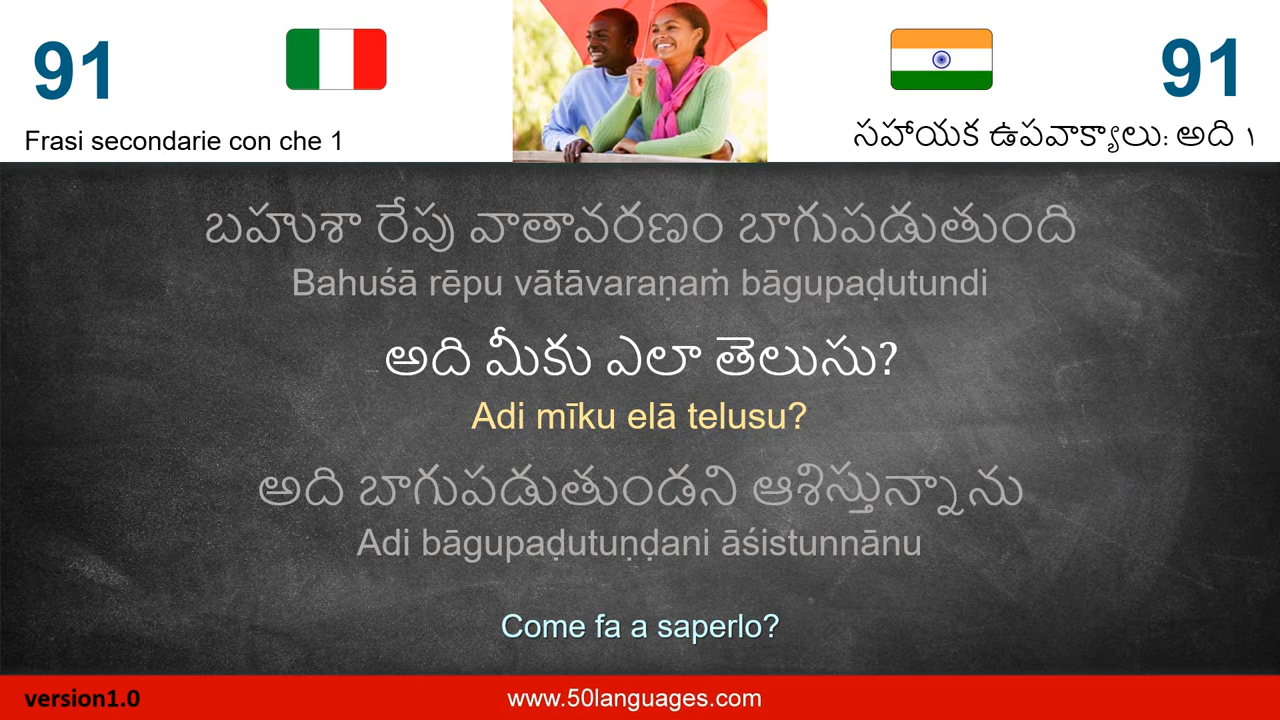 91
91
Frasi secondarie con che 1
సహాయక ఉపవాక్యాలు: అది ౧
బహుశా రేపు వాతావరణం బాగుపడుతుంది
Bahuśā rēpu vātāvaraṇaṁ bāgupaḍutundi
అది మీకు ఎలా తెలుసు?
Adi mīku elā telusu?
అది బాగుపడుతుండని ఆశిస్తున్నాను
Adi bāgupaḍutuṇḍani āśistunnānu
Come fa a saperlo?
version1.0
www.50languages.com